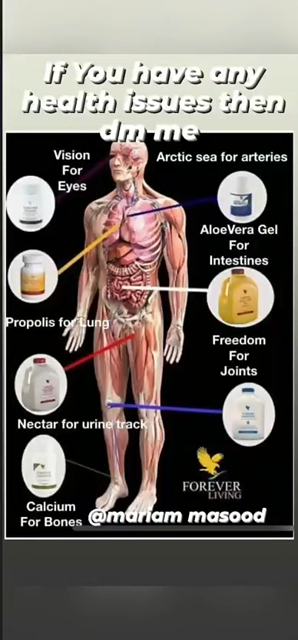 If You have any
health issues then
dm me
Vision
For
Eyes
Arctic sea for arteries
AloeVera Gel
For
Intestines
Propolis for Lung
Freedom
For
Joints
Nectar for urine track
FOREVER
LIVING
Calcium
For Bones
@mariam masood